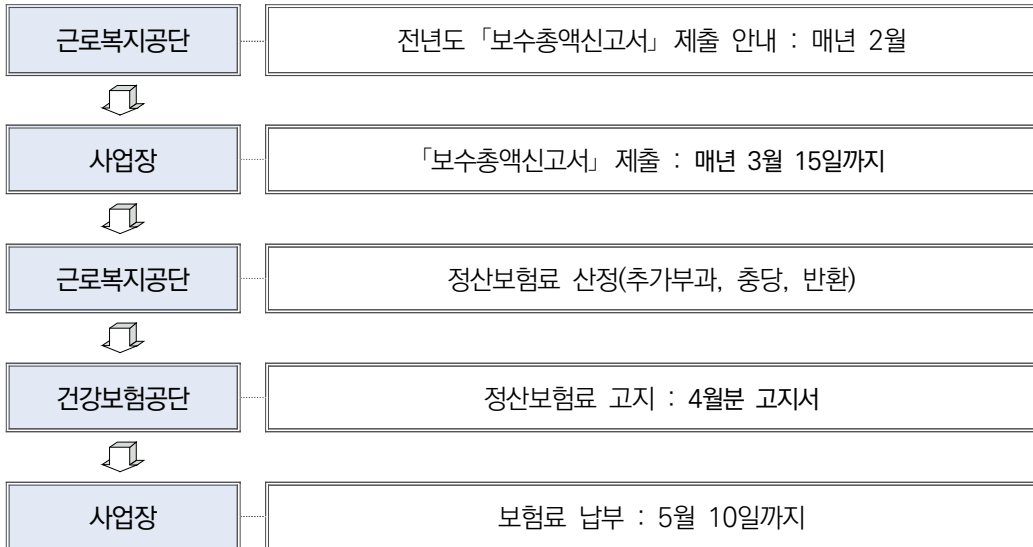 근로복지공단
전년도 「보수총액신고서」 제출 안내 : 매년 2월
사업장
「보수총액신고서」 제출 : 매년 3월 15일까지
근로복지공단
정산보험료 산정(추가부과, 충당, 반환)
건강보험공단
정산보험료 고지 : 4월분 고지서
사업장
보험료 납부 : 5월 10일까지